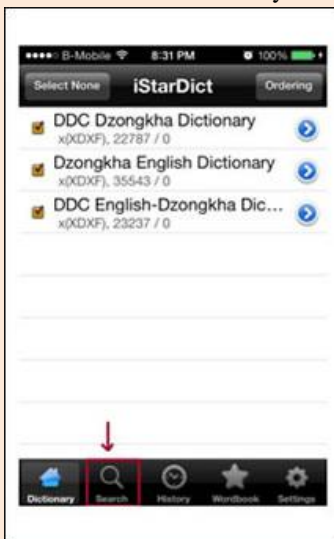 ●●●●○ B-Mobile 8:31 PM 100%
Select None iStarDict Ordering
DDC Dzongkha Dictionary
x(XDXF), 22787 / 0
Dzongkha English Dictionary
x(XDXF), 35543 / 0
DDC English-Dzongkha Dic...
x(XDXF), 23237 / 0
Dictionary Search History Wordbook Settings